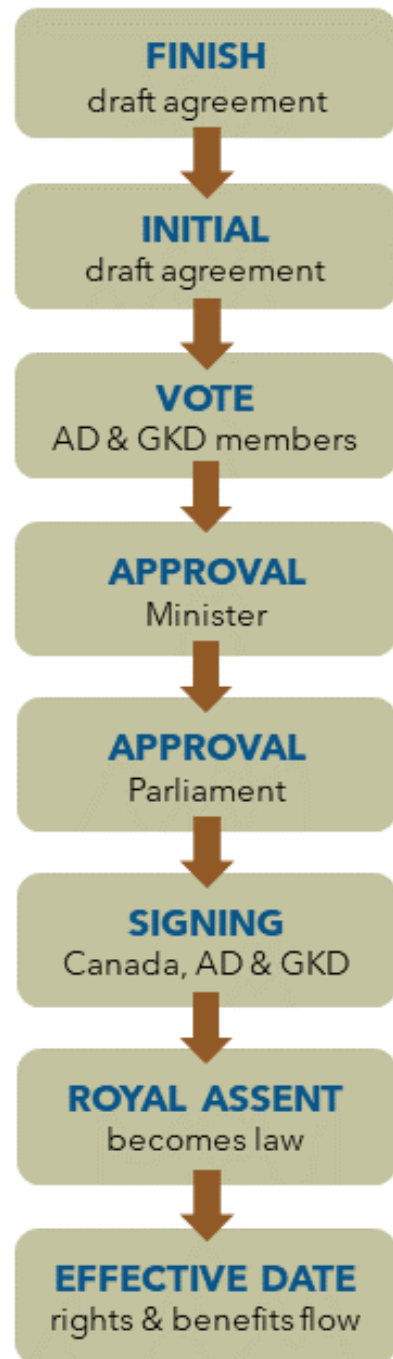 FINISH
draft agreement
INITIAL
draft agreement
VOTE
AD & GKD members
APPROVAL
Minister
APPROVAL
Parliament
SIGNING
Canada, AD & GKD
ROYAL ASSENT
becomes law
EFFECTIVE DATE
rights & benefits flow